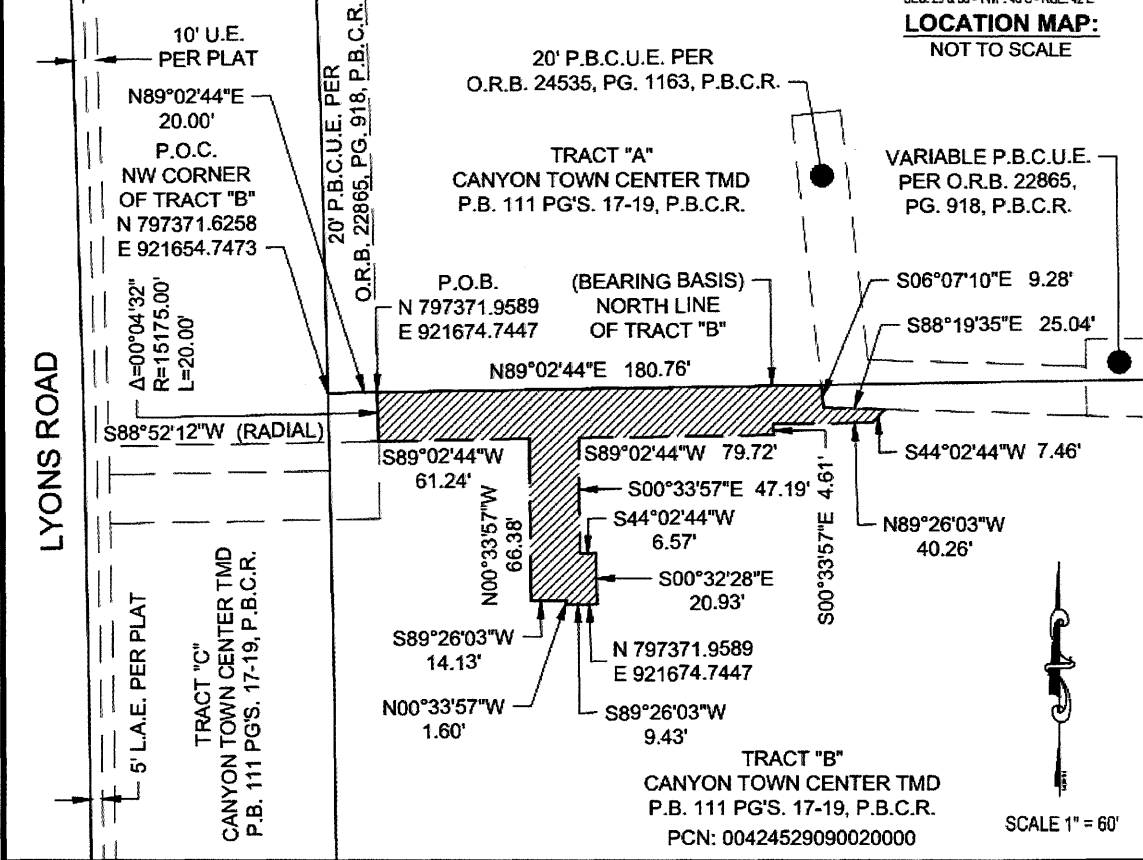 LOCATION MAP:
NOT TO SCALE
10' U.E.
PER PLAT
20' P.B.C.U.E. PER
O.R.B. 22865, PG. 918, P.B.C.R.
20' P.B.C.U.E. PER
O.R.B. 24535, PG. 1163, P.B.C.R.
N89°02'44"E
20.00'
P.O.C.
NW CORNER
OF TRACT "B"
N 797371.6258
E 921654.7473
TRACT "A"
CANYON TOWN CENTER TMD
P.B. 111 PG'S. 17-19, P.B.C.R.
VARIABLE P.B.C.U.E.
PER O.R.B. 22865,
PG. 918, P.B.C.R.
Δ=00°04'32"
R=15175.00'
L=20.00'
P.O.B.
N 797371.9589
E 921674.7447
(BEARING BASIS)
NORTH LINE
OF TRACT "B"
S06°07'10"E 9.28'
S88°19'35"E 25.04'
N89°02'44"E 180.76'
LYONS ROAD
S88°52'12"W (RADIAL)
S89°02'44"W
61.24'
S89°02'44"W 79.72'
S44°02'44"W 7.46'
S00°33'57"E 47.19'
S00°33'57"E 4.61'
N89°26'03"W
40.26'
N00°33'57"W
66.38'
S44°02'44"W
6.57'
S00°32'28"E
20.93'
S89°26'03"W
14.13'
N 797371.9589
E 921674.7447
N00°33'57"W
1.60'
S89°26'03"W
9.43'
5' L.A.E. PER PLAT
TRACT "C"
CANYON TOWN CENTER TMD
P.B. 111 PG'S. 17-19, P.B.C.R.
TRACT "B"
CANYON TOWN CENTER TMD
P.B. 111 PG'S. 17-19, P.B.C.R.
PCN: 00424529090020000
SCALE 1" = 60'